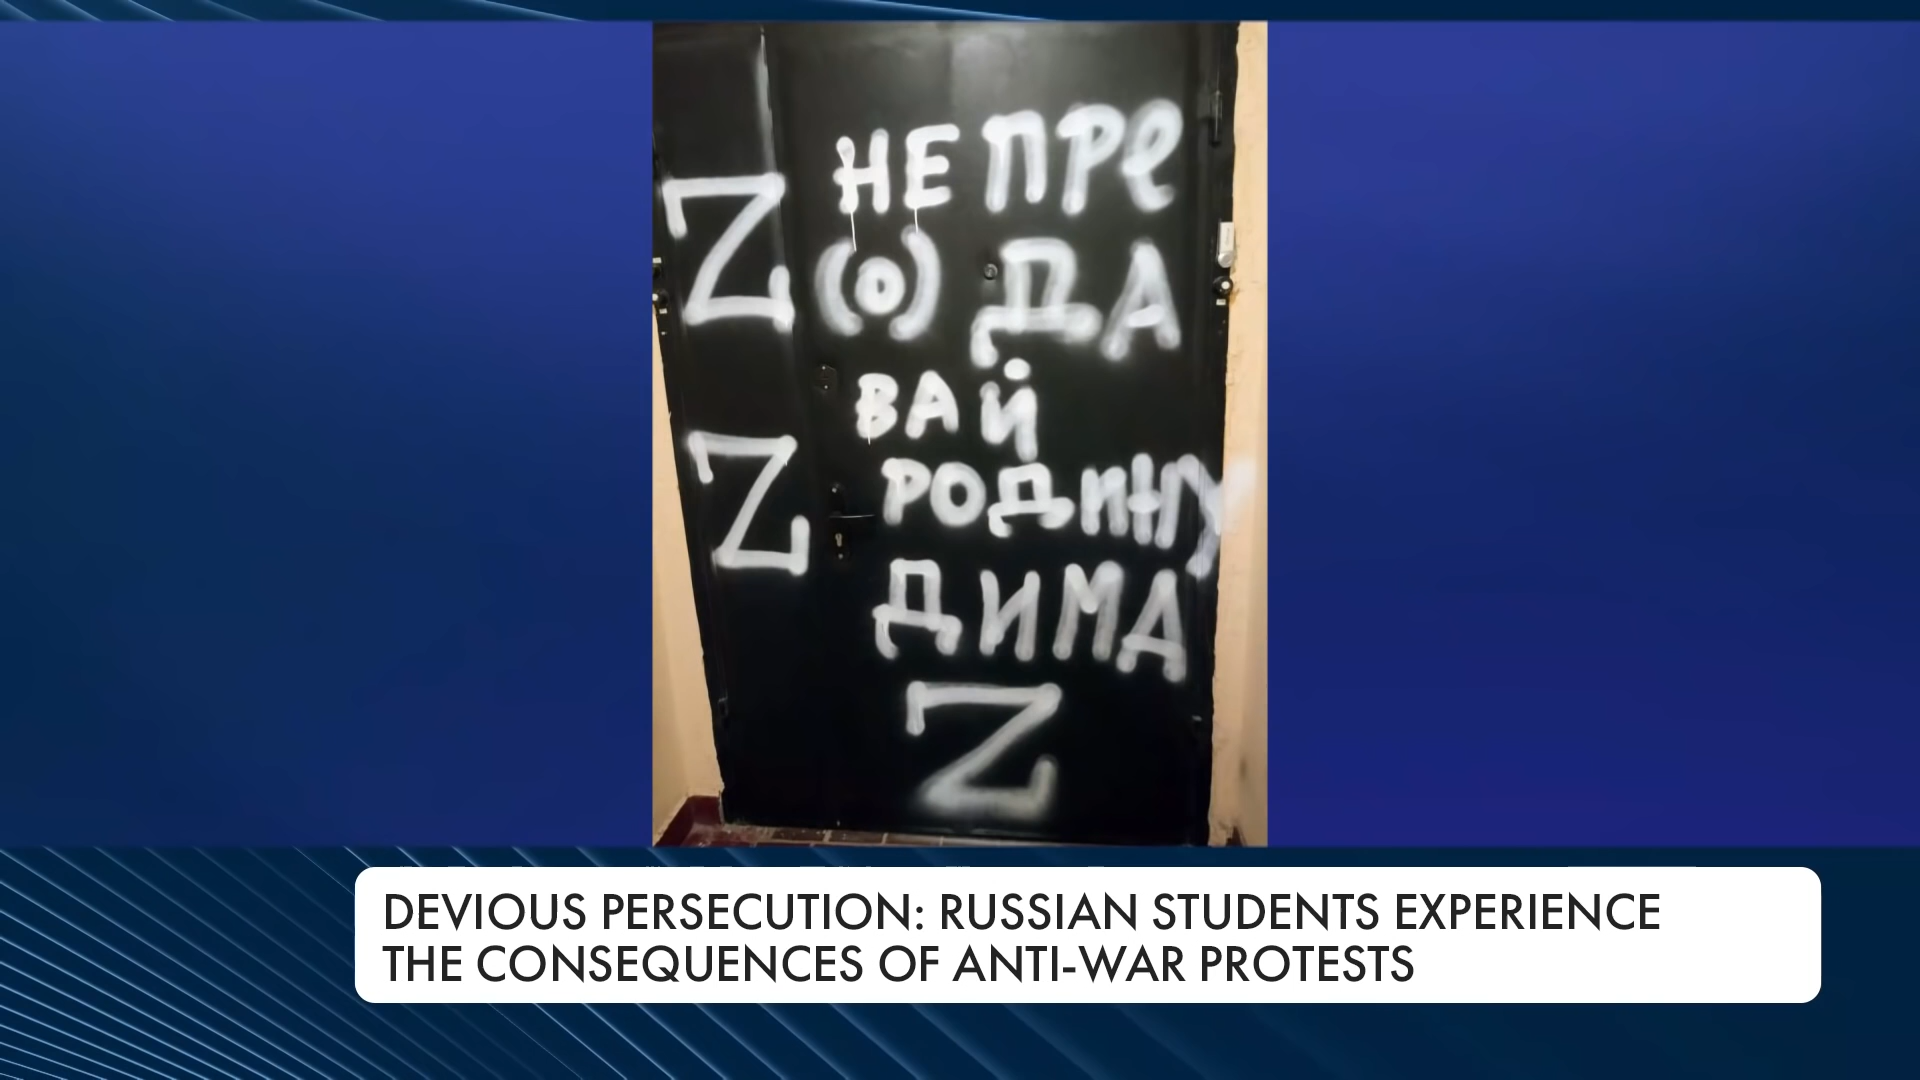 Z НЕ ПРЕ
(О) ДА
ВАЙ
Z РОДИНУ
ДИМА
Z
DEVIOUS PERSECUTION: RUSSIAN STUDENTS EXPERIENCE
THE CONSEQUENCES OF ANTI-WAR PROTESTS